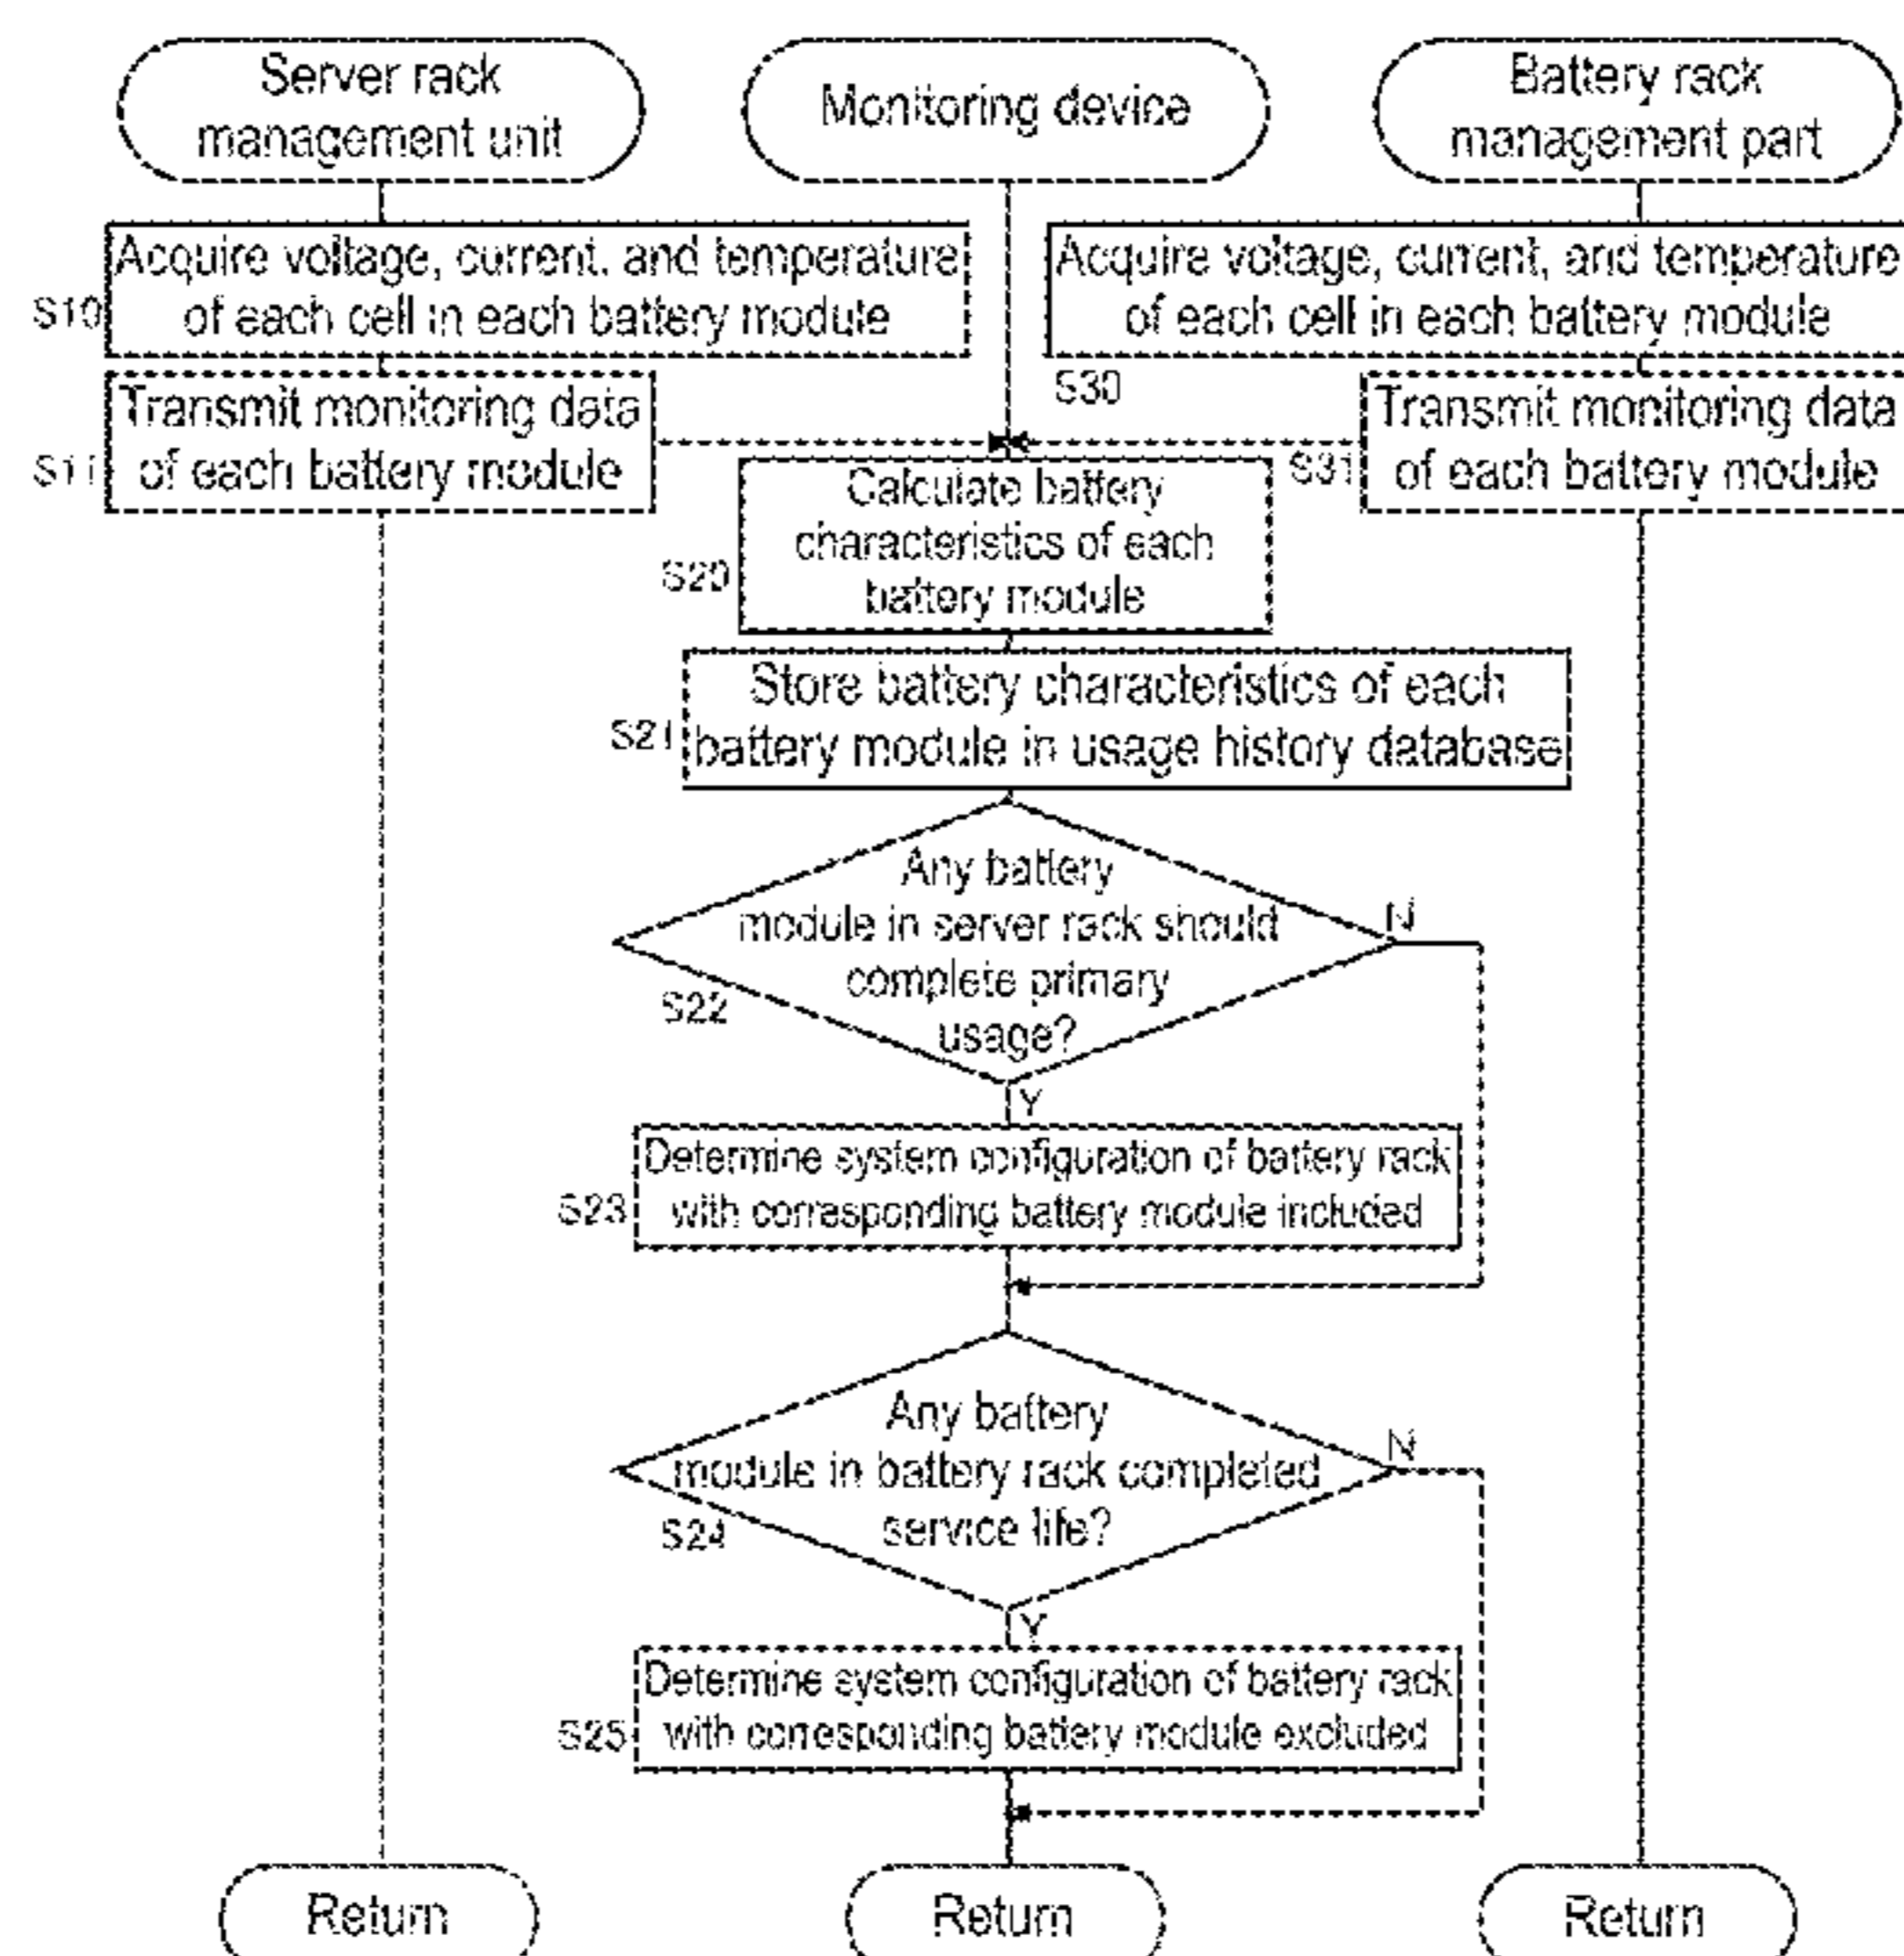 Server rack
management unit
Monitoring device
Battery rack
management part
Acquire voltage, current, and temperature
of each cell in each battery module
S10
Acquire voltage, current, and temperature
of each cell in each battery module
S30
Transmit monitoring data
of each battery module
S11
Transmit monitoring data
of each battery module
S31
Calculate battery
characteristics of each
battery module
S20
Store battery characteristics of each
battery module in usage history database
S21
Any battery
module in server rack should
complete primary
usage?
N
S22
Y
Determine system configuration of battery rack
with corresponding battery module included
S23
Any battery
module in battery rack completed
service life?
N
S24
Y
Determine system configuration of battery rack
with corresponding battery module excluded
S25
Return
Return
Return